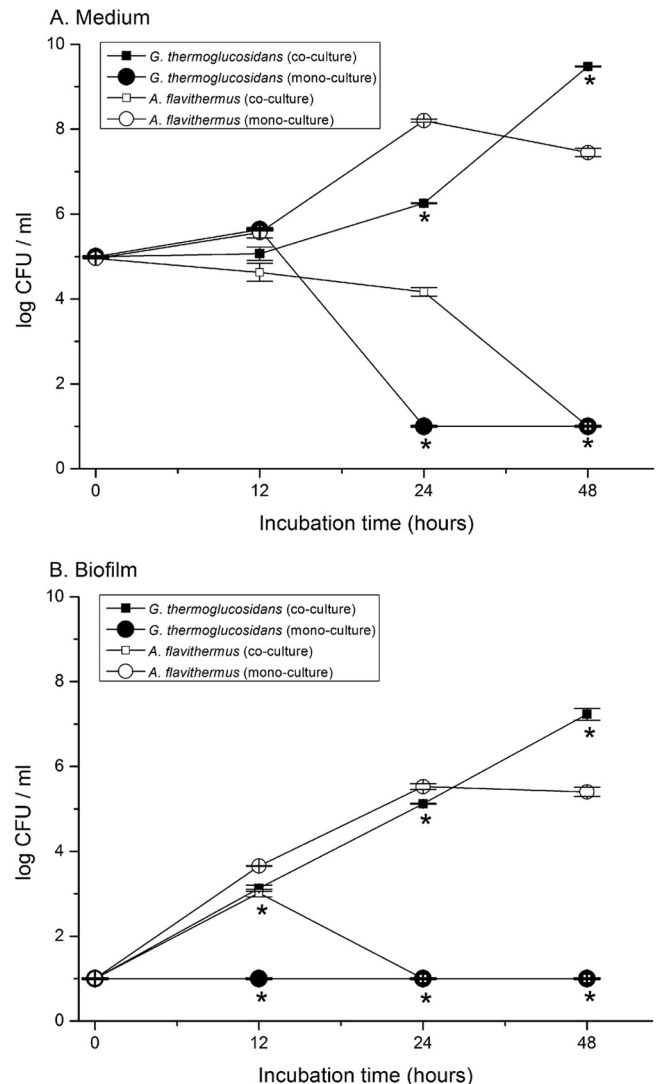 A. Medium
10
G. thermoglucosidans (co-culture)
G. thermoglucosidans (mono-culture)
A. flavithermus (co-culture)
A. flavithermus (mono-culture)
8
6
4
2
0
log CFU / ml
*
*
*
*
0 12 24 48
Incubation time (hours)
B. Biofilm
10
G. thermoglucosidans (co-culture)
G. thermoglucosidans (mono-culture)
A. flavithermus (co-culture)
A. flavithermus (mono-culture)
8
6
4
2
0
log CFU / ml
*
*
*
* * *
0 12 24 48
Incubation time (hours)